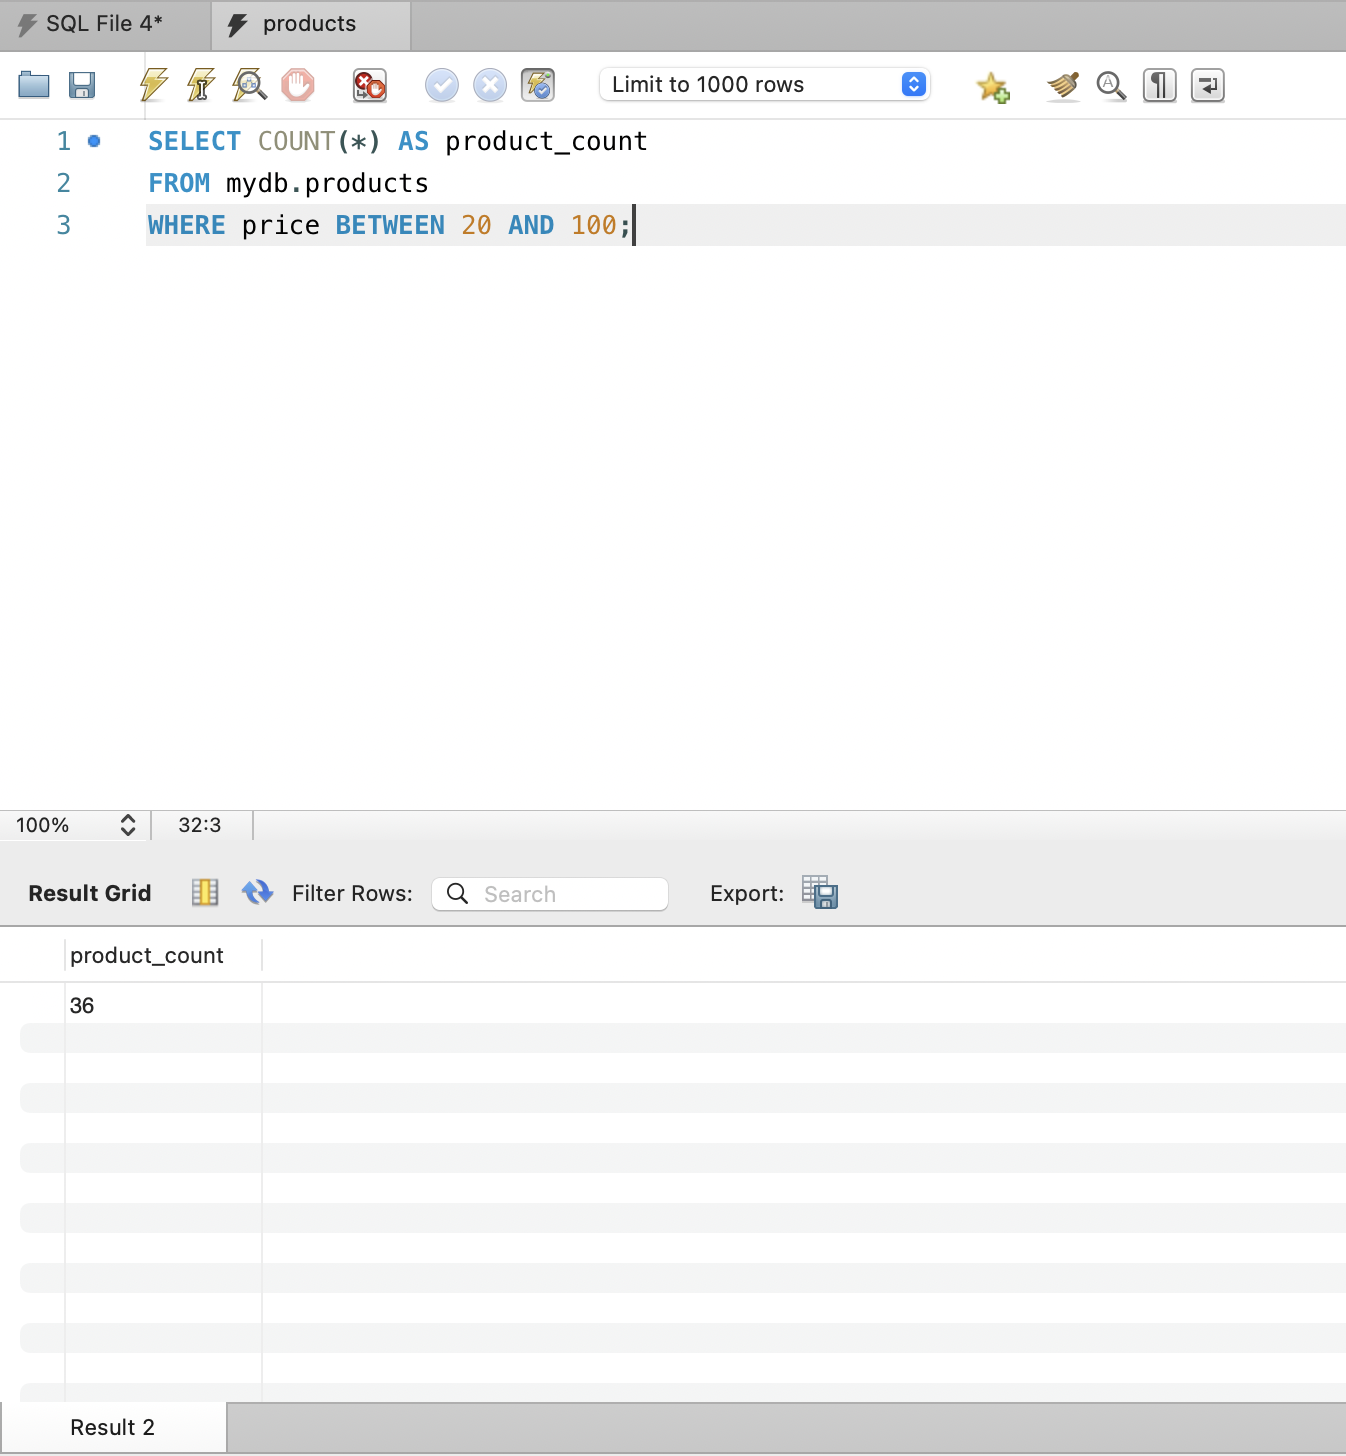 SQL File 4*
products
Limit to 1000 rows
1 SELECT COUNT(*) AS product_count
2 FROM mydb.products
3 WHERE price BETWEEN 20 AND 100;
100% 32:3
Result Grid Filter Rows: Search Export:
product_count
36
Result 2